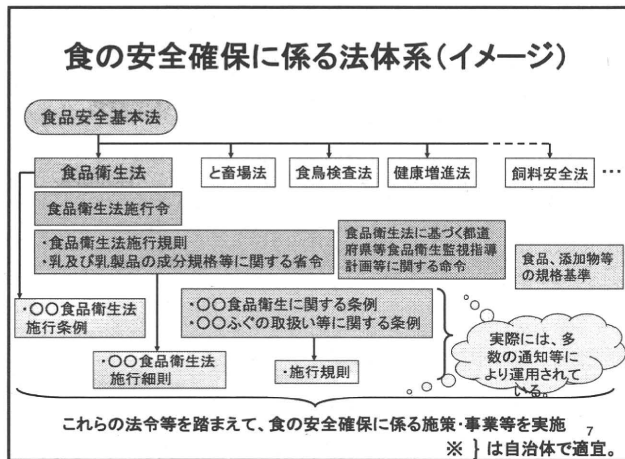 食の安全確保に係る法体系（イメージ）
食品安全基本法
食品衛生法
と畜場法
食鳥検査法
健康増進法
飼料安全法
…
食品衛生法施行令
・食品衛生法施行規則
・乳及び乳製品の成分規格等に関する省令
食品衛生法に基づく都道
府県等食品衛生監視指導
計画等に関する命令
食品、添加物等
の規格基準
・〇〇食品衛生法
施行条例
・〇〇食品衛生に関する条例
・〇〇ふぐの取扱い等に関する条例
・〇〇食品衛生法
施行細則
・施行規則
実際には、多
数の通知等に
より運用されて
いる。
これらの法令等を踏まえて、食の安全確保に係る施策・事業等を実施
7
※ ｝は自治体で適宜。